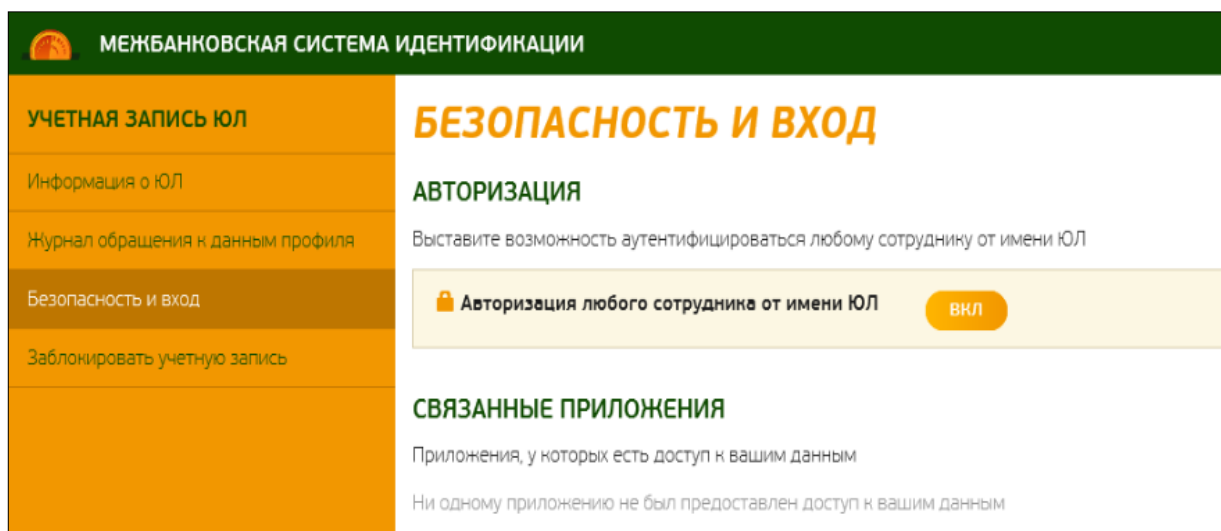 МЕЖБАНКОВСКАЯ СИСТЕМА ИДЕНТИФИКАЦИИ
УЧЕТНАЯ ЗАПИСЬ ЮЛ
Информация о ЮЛ
Журнал обращения к данным профиля
Безопасность и вход
Заблокировать учетную запись
БЕЗОПАСНОСТЬ И ВХОД
АВТОРИЗАЦИЯ
Выставите возможность аутентифицироваться любому сотруднику от имени ЮЛ
Авторизация любого сотрудника от имени ЮЛ ВКЛ
СВЯЗАННЫЕ ПРИЛОЖЕНИЯ
Приложения, у которых есть доступ к вашим данным
Ни одному приложению не был предоставлен доступ к вашим данным